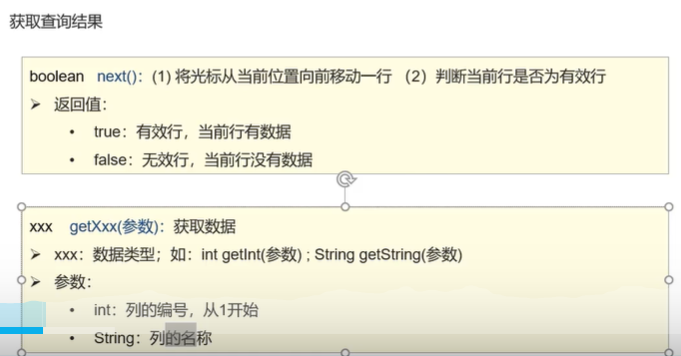 获取查询结果
boolean next()：(1) 将光标从当前位置向前移动一行 （2）判断当前行是否为有效行
➢ 返回值：
• true：有效行，当前行有数据
• false：无效行，当前行没有数据
xxx getXxx(参数)：获取数据
➢ xxx：数据类型；如：int getInt(参数) ; String getString(参数)
➢ 参数：
• int：列的编号，从1开始
• String：列的名称